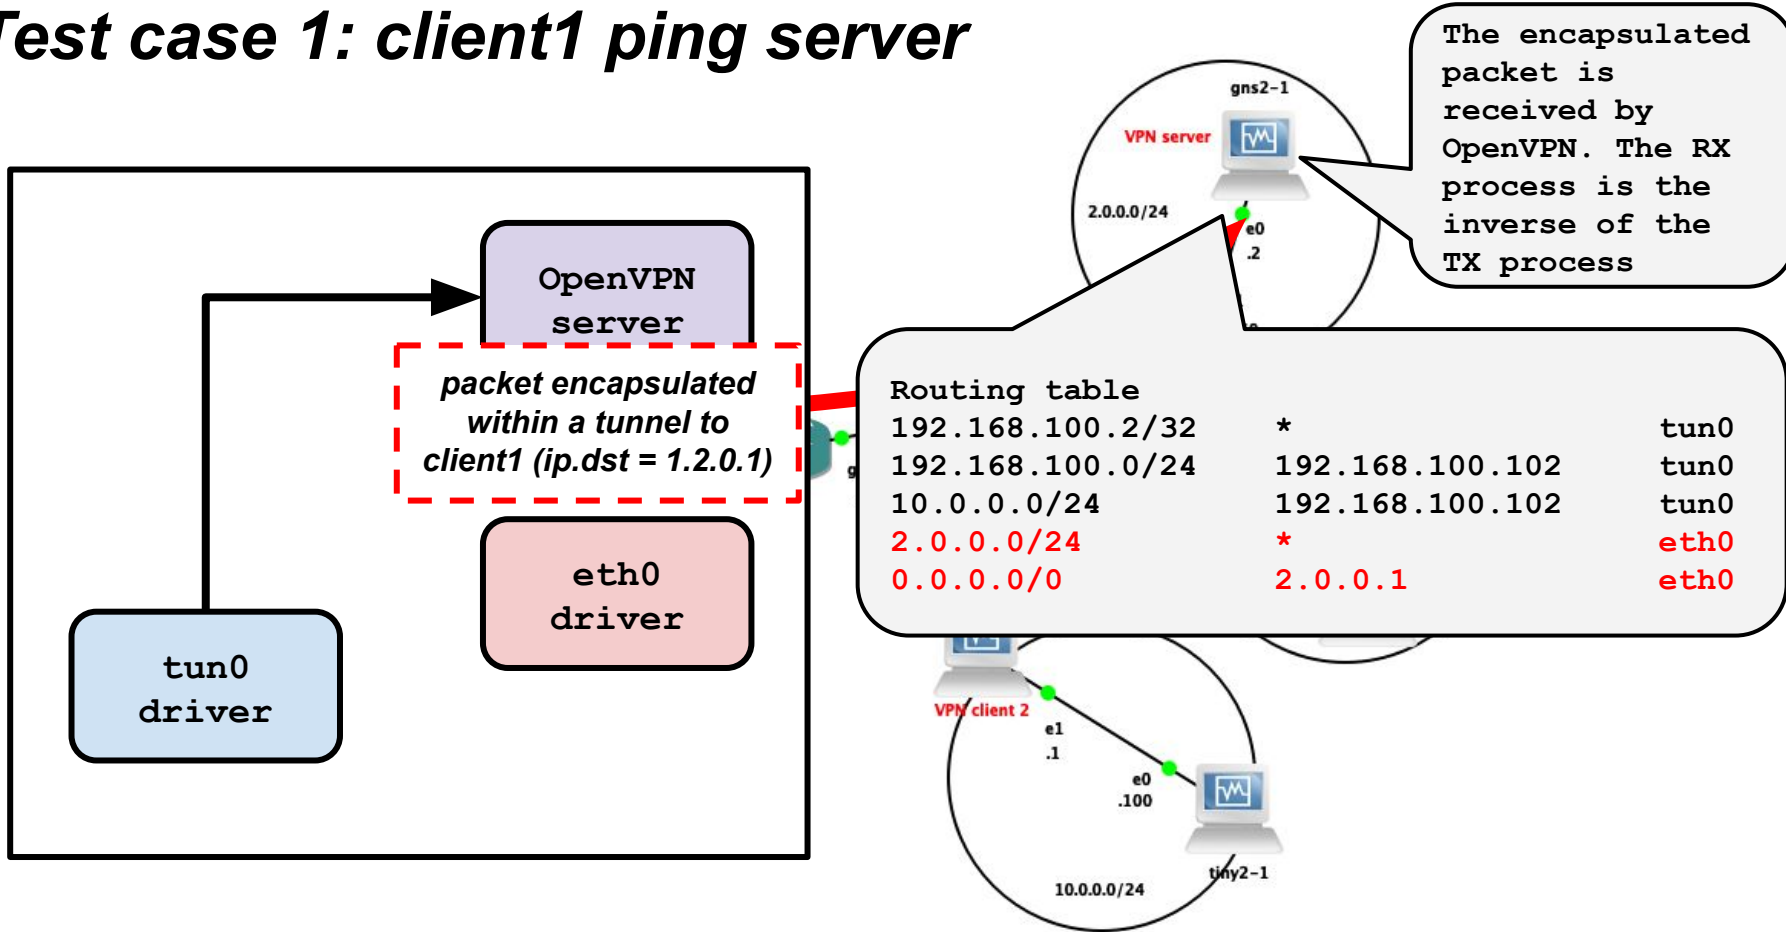 Test case 1: client1 ping server
The encapsulated
packet is
received by
OpenVPN. The RX
process is the
inverse of the
TX process
gns2-1
VPN server
2.0.0.0/24
e0
.2
OpenVPN
server
packet encapsulated
within a tunnel to
client1 (ip.dst = 1.2.0.1)
eth0
driver
tun0
driver
g
Routing table
192.168.100.2/32 * tun0
192.168.100.0/24 192.168.100.102 tun0
10.0.0.0/24 192.168.100.102 tun0
2.0.0.0/24 * eth0
0.0.0.0/0 2.0.0.1 eth0
VPN client 2
e1
.1
e0
.100
tiny2-1
10.0.0.0/24